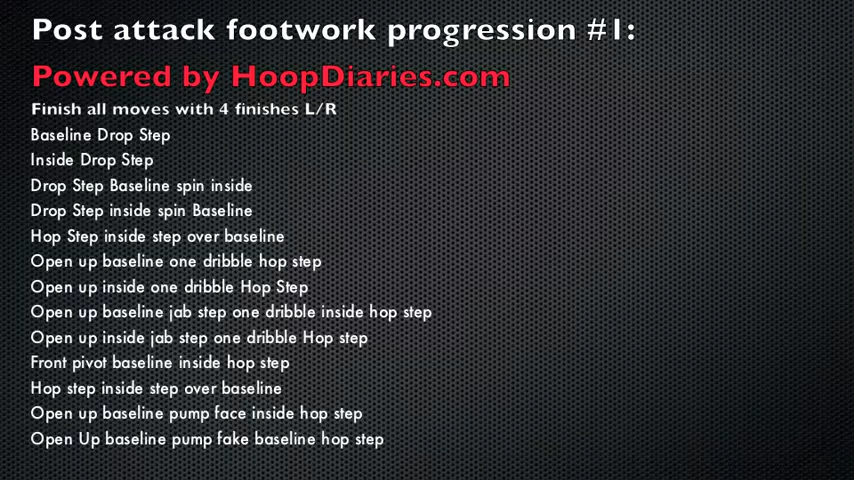 Post attack footwork progression #1:
Powered by HoopDiaries.com
Finish all moves with 4 finishes L/R
Baseline Drop Step
Inside Drop Step
Drop Step Baseline spin inside
Drop Step inside spin Baseline
Hop Step inside step over baseline
Open up baseline one dribble hop step
Open up inside one dribble Hop Step
Open up baseline jab step one dribble inside hop step
Open up inside jab step one dribble Hop step
Front pivot baseline inside hop step
Hop step inside step over baseline
Open up baseline pump face inside hop step
Open Up baseline pump fake baseline hop step